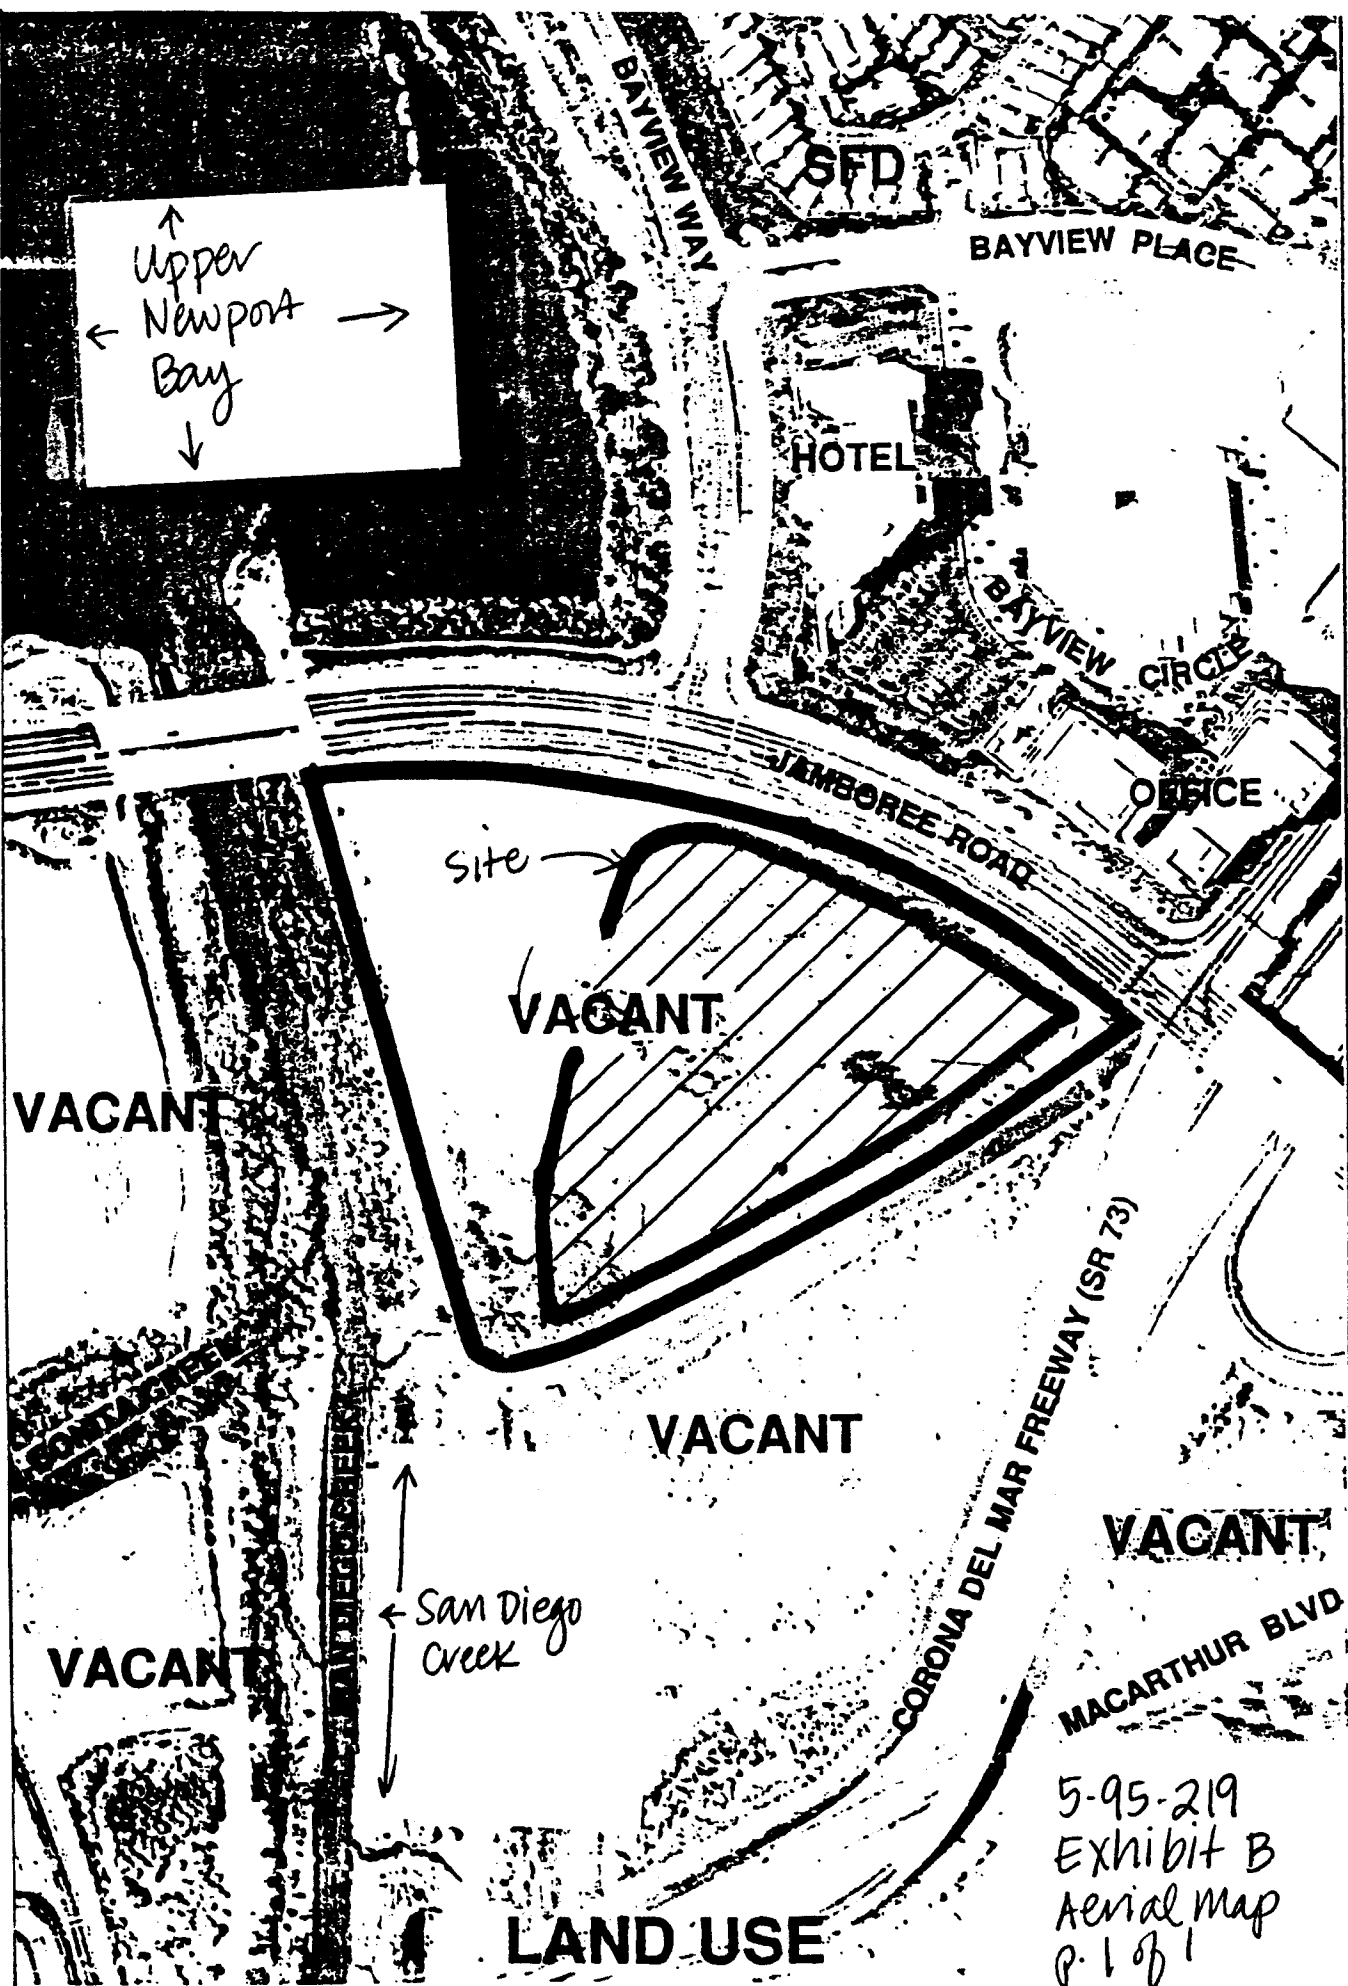 BAYVIEW WAY
SFD
BAYVIEW PLACE
↑
Upper
← Newport →
Bay
↓
HOTEL
BAYVIEW CIRCLE
JAMBOREE ROAD
OFFICE
Site
VACANT
VACANT
CORONA DEL MAR FREEWAY (SR 73)
BONITA CREEK
SAN DIEGO CREEK
VACANT
VACANT
← San Diego
Creek
VACANT
MACARTHUR BLVD
5-95-219
Exhibit B
Aerial Map
p. 1 of 1
LAND USE